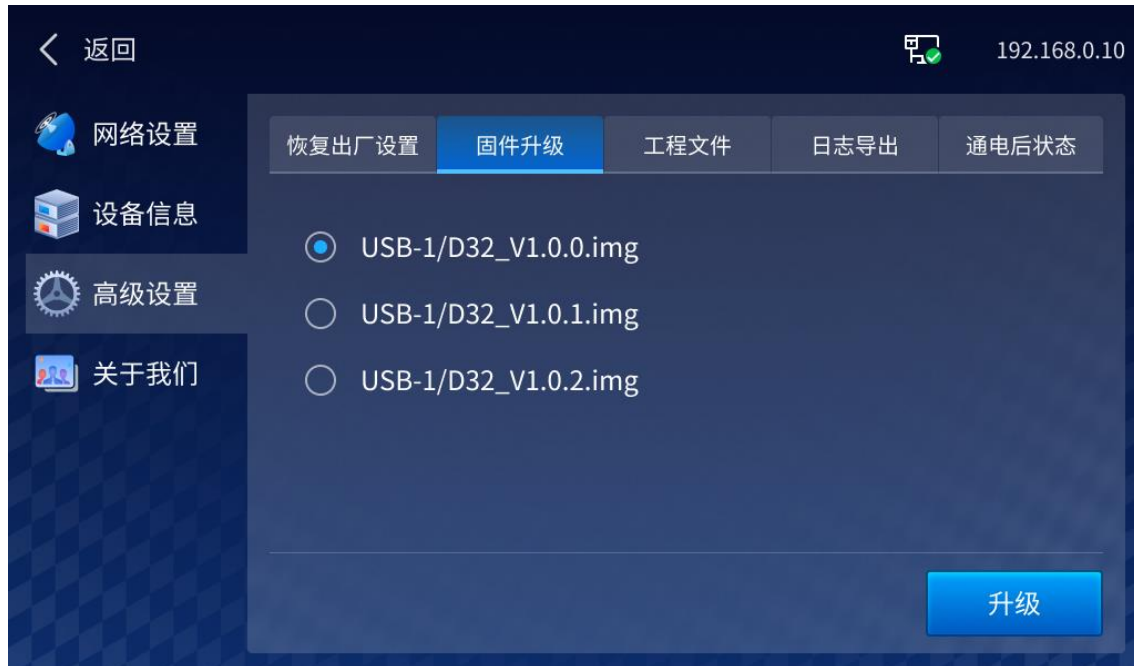 返回
192.168.0.10
网络设置
设备信息
高级设置
关于我们
恢复出厂设置 固件升级 工程文件 日志导出 通电后状态
USB-1/D32_V1.0.0.img
USB-1/D32_V1.0.1.img
USB-1/D32_V1.0.2.img
升级